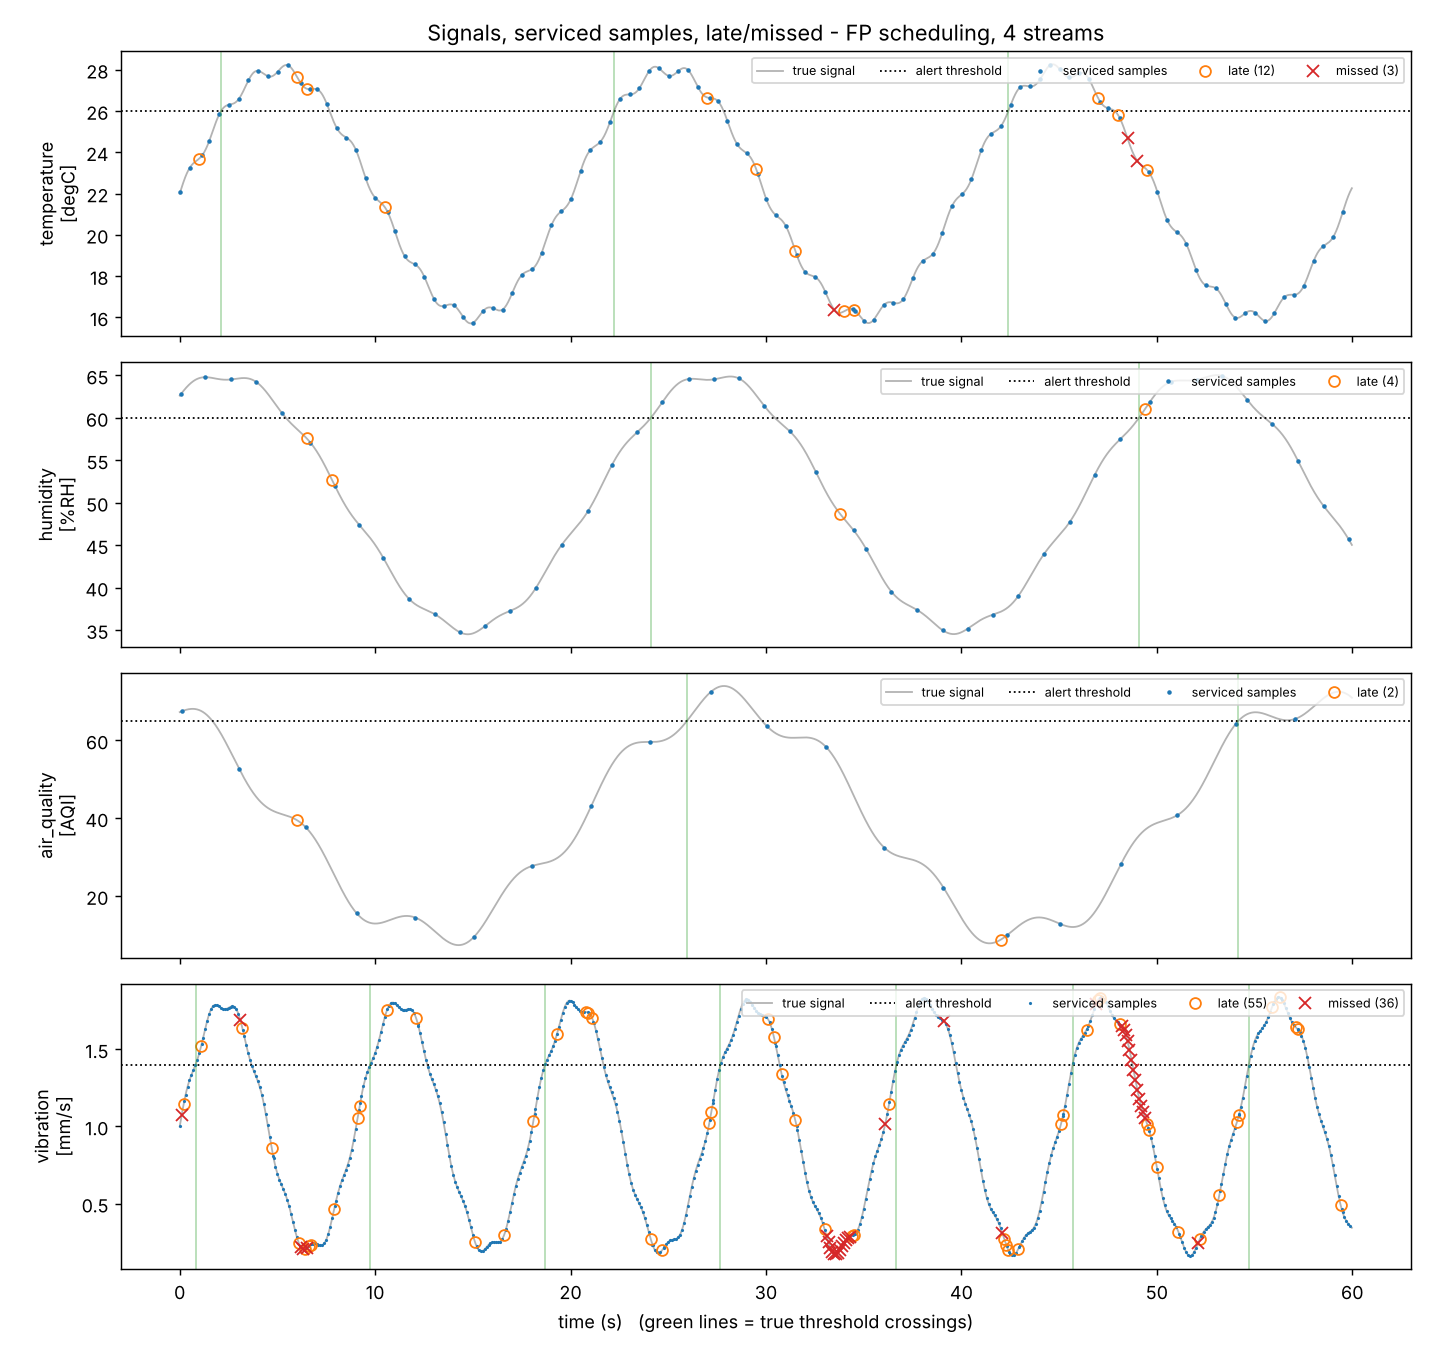 Signals, serviced samples, late/missed - FP scheduling, 4 streams
true signal
alert threshold
serviced samples
late (12)
missed (3)
28
26
24
22
20
18
16
temperature
[degC]
true signal
alert threshold
serviced samples
late (4)
65
60
55
50
45
40
35
humidity
[%RH]
true signal
alert threshold
serviced samples
late (2)
60
40
20
air_quality
[AQI]
true signal
alert threshold
serviced samples
late (55)
missed (36)
1.5
1.0
0.5
vibration
[mm/s]
0
10
20
30
40
50
60
time (s) (green lines = true threshold crossings)